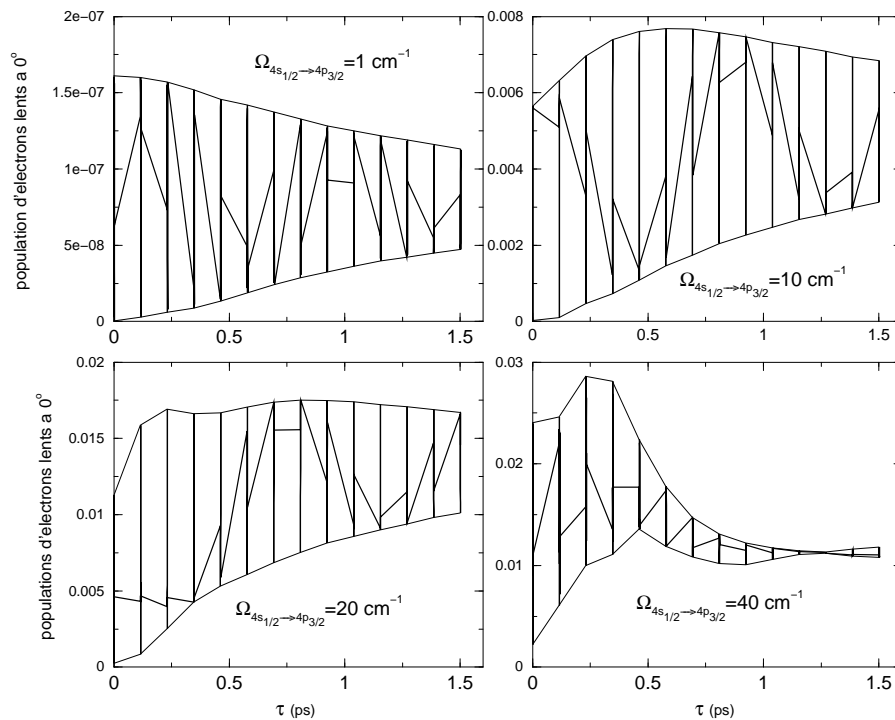 population d'electrons lents a 0°
2e−07
1.5e−07
1e−07
5e−08
0
0
0.5
1
1.5
Ω4s1/2→4p3/2=1 cm−1
0.008
0.006
0.004
0.002
0
0
0.5
1
1.5
Ω4s1/2→4p3/2=10 cm−1
populations d'electrons lents a 0°
0.02
0.015
0.01
0.005
0
0
0.5
1
1.5
τ (ps)
Ω4s1/2→4p3/2=20 cm−1
0.03
0.02
0.01
0.00
0
0.5
1
1.5
τ (ps)
Ω4s1/2→4p3/2=40 cm−1